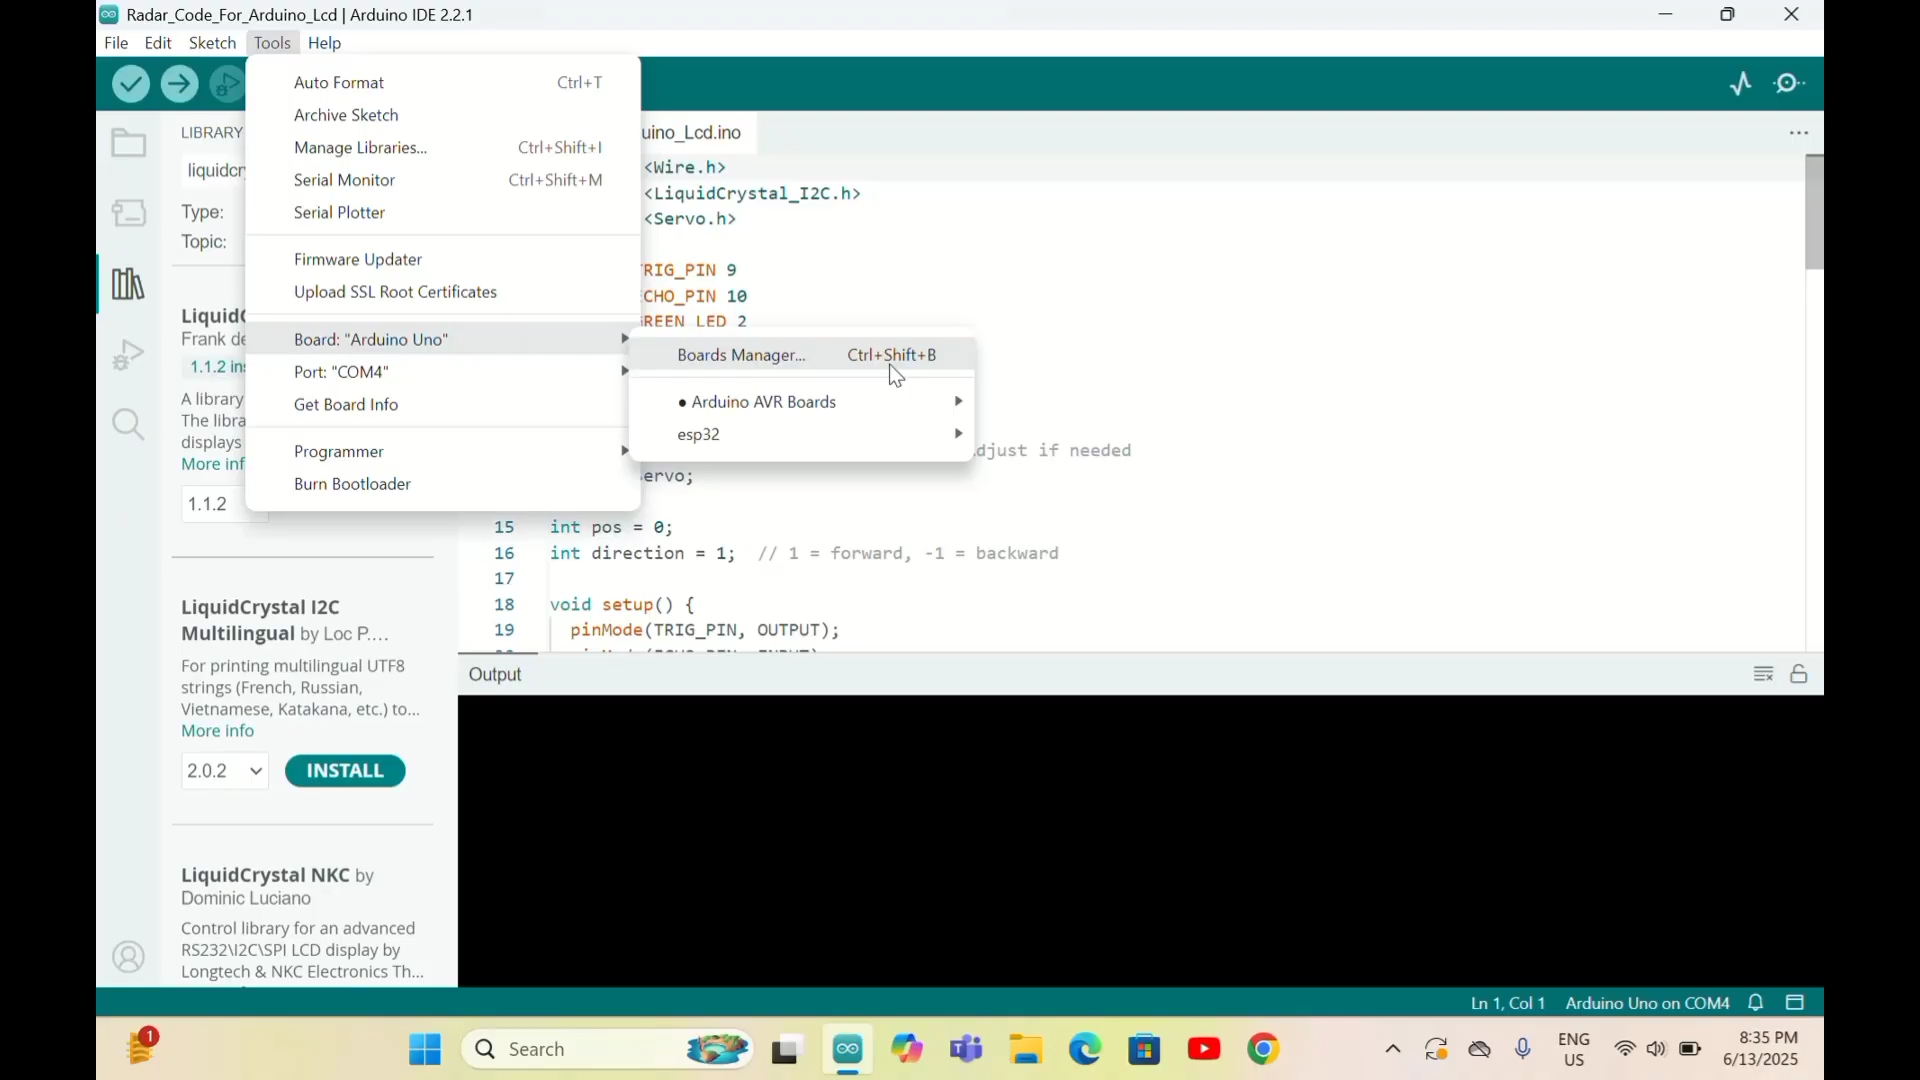 Radar_Code_For_Arduino_Lcd | Arduino IDE 2.2.1
File Edit Sketch Tools Help
Auto Format Ctrl+T
Archive Sketch
Manage Libraries... Ctrl+Shift+I
Serial Monitor Ctrl+Shift+M
Serial Plotter
Firmware Updater
Upload SSL Root Certificates
Board: "Arduino Uno"
Port: "COM4"
Get Board Info
Programmer
Burn Bootloader
Boards Manager... Ctrl+Shift+B
● Arduino AVR Boards
esp32
LIBRARY
liquidcr
Type:
Topic:
Liquid
Frank de
1.1.2 in
A library
The libra
displays
More inf
1.1.2
LiquidCrystal I2C
Multilingual by Loc P....
For printing multilingual UTF8
strings (French, Russian,
Vietnamese, Katakana, etc.) to...
More info
2.0.2 INSTALL
LiquidCrystal NKC by
Dominic Luciano
Control library for an advanced
RS232\I2C\SPI LCD display by
Longtech & NKC Electronics Th...
uino_Lcd.ino
<Wire.h>
<LiquidCrystal_I2C.h>
<Servo.h>
RIG_PIN 9
CHO_PIN 10
REEN LED 2
djust if needed
ervo;
15 int pos = 0;
16 int direction = 1; // 1 = forward, -1 = backward
17
18 void setup() {
19 pinMode(TRIG_PIN, OUTPUT);
Output
Ln 1, Col 1 Arduino Uno on COM4
1
Search
ENG
US
8:35 PM
6/13/2025